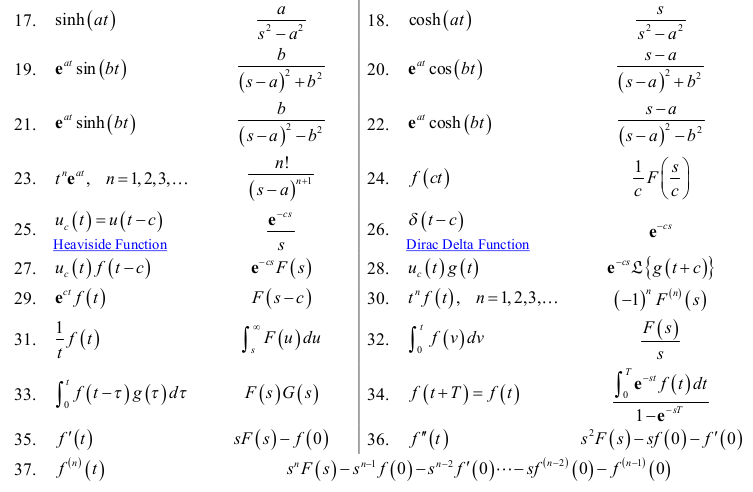 17. sinh(at) a/(s² − a²) 18. cosh(at) s/(s² − a²)
19. e^{at} sin(bt) b/((s−a)² + b²) 20. e^{at} cos(bt) (s−a)/((s−a)² + b²)
21. e^{at} sinh(bt) b/((s−a)² − b²) 22. e^{at} cosh(bt) (s−a)/((s−a)² − b²)
23. t^n e^{at}, n = 1,2,3,… n!/(s−a)^{n+1} 24. f(ct) (1/c) F(s/c)
25. u_c(t) = u(t−c) e^{−cs}/s 26. δ(t−c) e^{−cs}
Heaviside Function Dirac Delta Function
27. u_c(t) f(t−c) e^{−cs} F(s) 28. u_c(t) g(t) e^{−cs} 𝔏{g(t+c)}
29. e^{ct} f(t) F(s−c) 30. t^n f(t), n = 1,2,3,… (−1)^n F^{(n)}(s)
31. (1/t) f(t) ∫_s^∞ F(u) du 32. ∫_0^t f(v) dv F(s)/s
33. ∫_0^t f(t−τ) g(τ) dτ F(s)G(s) 34. f(t+T) = f(t) (∫_0^T e^{−st} f(t) dt)/(1−e^{−sT})
35. f′(t) sF(s) − f(0) 36. f″(t) s²F(s) − sf(0) − f′(0)
37. f^{(n)}(t) s^n F(s) − s^{n−1} f(0) − s^{n−2} f′(0)⋯− sf^{(n−2)}(0) − f^{(n−1)}(0)